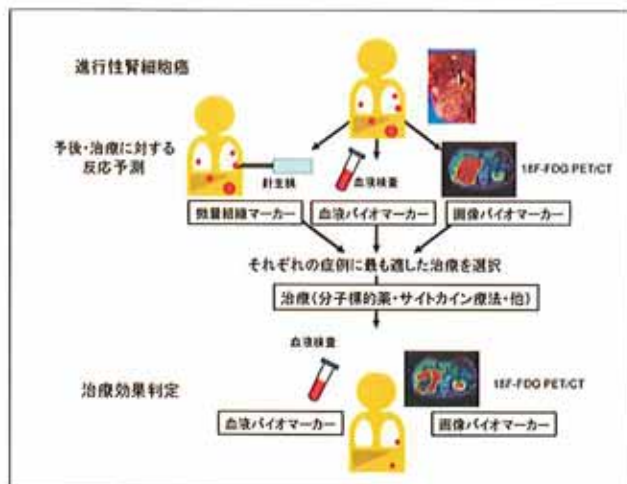 進行性腎細胞癌
予後・治療に対する
反応予測
針生検
血液検査
18F-FDG PET/CT
微量組織マーカー
血液バイオマーカー
画像バイオマーカー
それぞれの症例に最も適した治療を選択
治療(分子標的薬・サイトカイン療法・他)
血液検査
18F-FDG PET/CT
治療効果判定
血液バイオマーカー
画像バイオマーカー